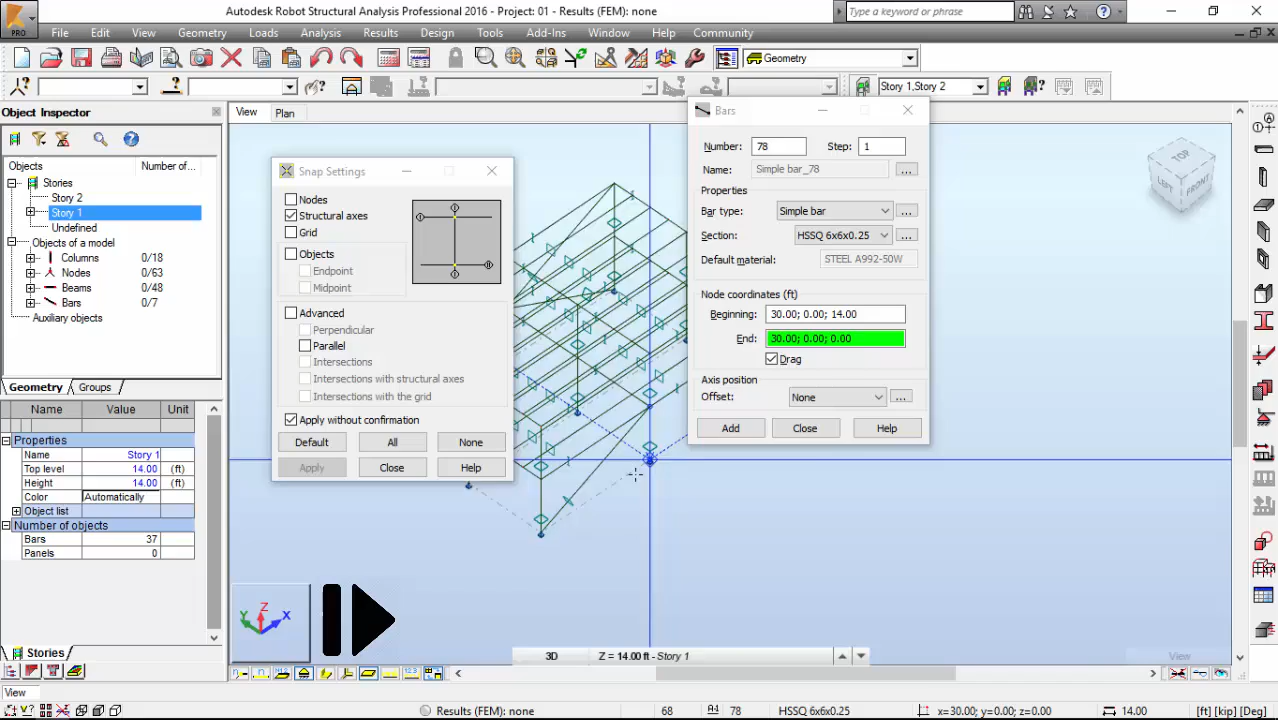 Autodesk Robot Structural Analysis Professional 2016 - Project: 01 - Results (FEM): none
Type a keyword or phrase
PRO
File Edit View Geometry Loads Analysis Results Design Tools Add-Ins Window Help Community
Geometry
Story 1,Story 2
Object Inspector
Objects Number of...
Stories
Story 2
Story 1
Undefined
Objects of a model
Columns 0/18
Nodes 0/63
Beams 0/48
Bars 0/7
Auxiliary objects
Geometry Groups
Name Value Unit
Properties
Name Story 1
Top level 14.00 (ft)
Height 14.00 (ft)
Color Automatically
Object list
Number of objects
Bars 37
Panels 0
Stories
View
View Plan
Snap Settings
Nodes
Structural axes
Grid
Objects
Endpoint
Midpoint
Advanced
Perpendicular
Parallel
Intersections
Intersections with structural axes
Intersections with the grid
Apply without confirmation
Default All None
Apply Close Help
Bars
Number: 78 Step: 1
Name: Simple bar_78 ...
Properties
Bar type: Simple bar ...
Section: HSSQ 6x6x0.25 ...
Default material: STEEL A992-50W
Node coordinates (ft)
Beginning: 30.00; 0.00; 14.00
End: 30.00; 0.00; 0.00
Drag
Axis position
Offset: None ...
Add Close Help
TOP
LEFT FRONT
Z
Y X
3D Z = 14.00 ft - Story 1
View
Results (FEM): none 68 78 HSSQ 6x6x0.25 x=30.00; y=0.00; z=0.00 14.00 [ft] [kip] [Deg]